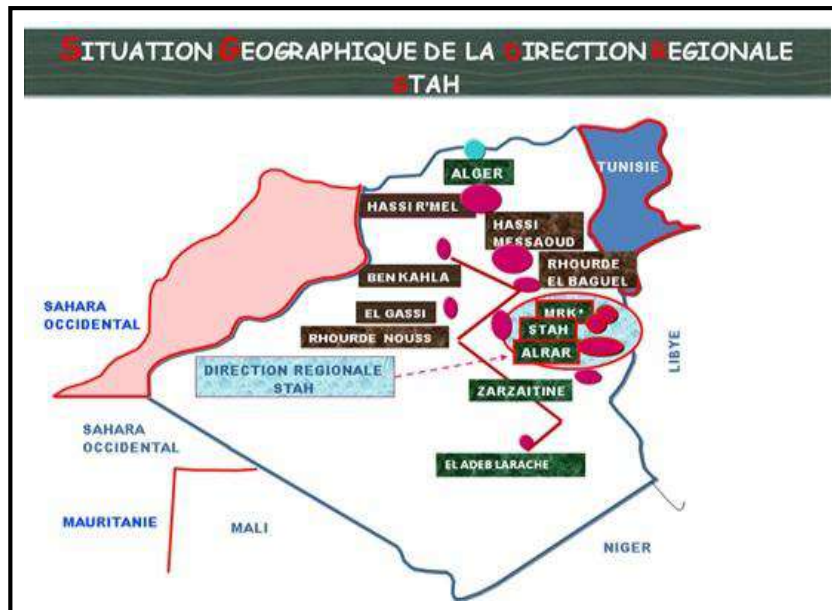 SITUATION GEOGRAPHIQUE DE LA DIRECTION REGIONALE
STAH
TUNISIE
ALGER
HASSI R'MEL
HASSI
MESSAOUD
RHOURDE
EL BAGUEL
BEN KAHLA
SAHARA
OCCIDENTAL
EL GASSI
MRK*
STAH
RHOURDE NOUSS
ALRAR
LIBYE
DIRECTION REGIONALE
STAH
ZARZAITINE
SAHARA
OCCIDENTAL
EL ADEB LARACHE
MAURITANIE
MALI
NIGER